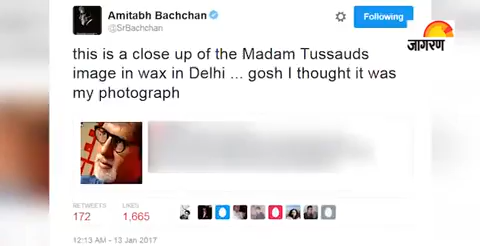 Amitabh Bachchan
@SrBachchan
Following
जागरण
this is a close up of the Madam Tussauds
image in wax in Delhi ... gosh I thought it was
my photograph
RETWEETS
LIKES
172
1,665
12:13 AM - 13 Jan 2017